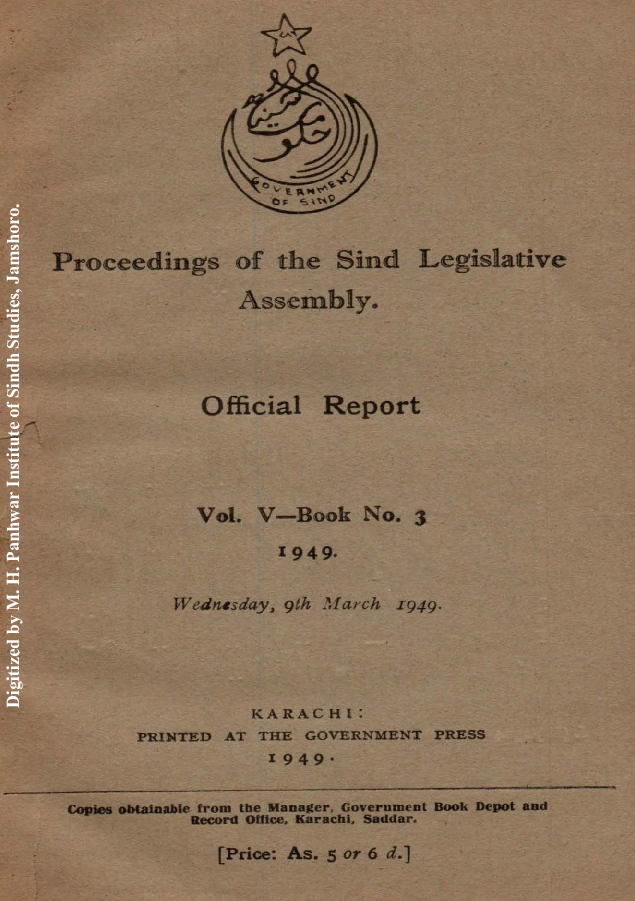 حکومت سندھ
GOVERNMENT
OF SIND
Proceedings of the Sind Legislative
Assembly.
Official Report
Vol. V—Book No. 3
1949.
Wednesday, 9th March 1949.
KARACHI:
PRINTED AT THE GOVERNMENT PRESS
1949.
Copies obtainable from the Manager, Government Book Depot and
Record Office, Karachi, Saddar.
[Price: As. 5 or 6 d.]
Digitized by M. H. Panhwar Institute of Sindh Studies, Jamshoro.